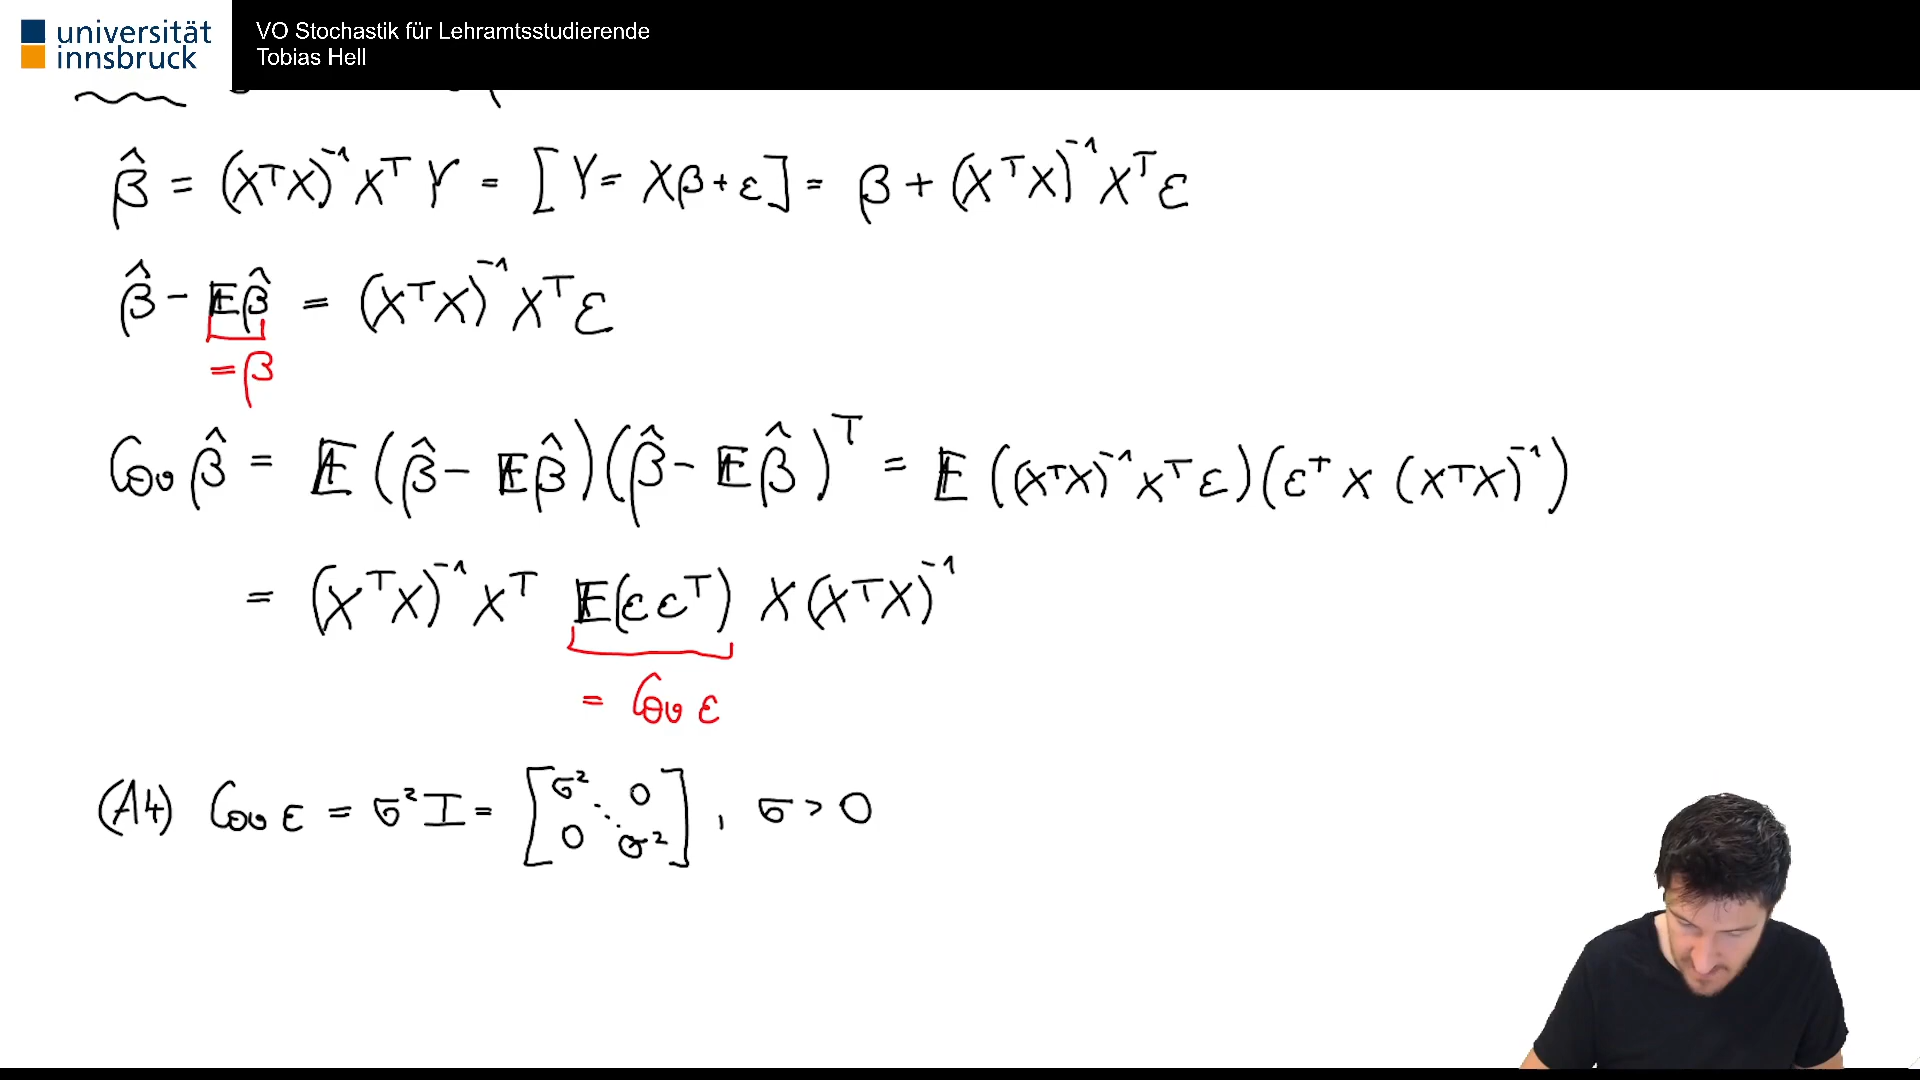 universität
innsbruck
VO Stochastik für Lehramtsstudierende
Tobias Hell
β̂ = (XᵀX)⁻¹XᵀY = [Y = Xβ + ε] = β + (XᵀX)⁻¹Xᵀε
β̂ − 𝔼β̂ = (XᵀX)⁻¹Xᵀε
= β
Cov β̂ = 𝔼(β̂ − 𝔼β̂)(β̂ − 𝔼β̂)ᵀ = 𝔼((XᵀX)⁻¹Xᵀε)(εᵀX(XᵀX)⁻¹)
= (XᵀX)⁻¹Xᵀ 𝔼(εεᵀ) X(XᵀX)⁻¹
= Cov ε
(A4) Cov ε = σ²I = [σ² ⋱ 0 0 σ²], σ > 0